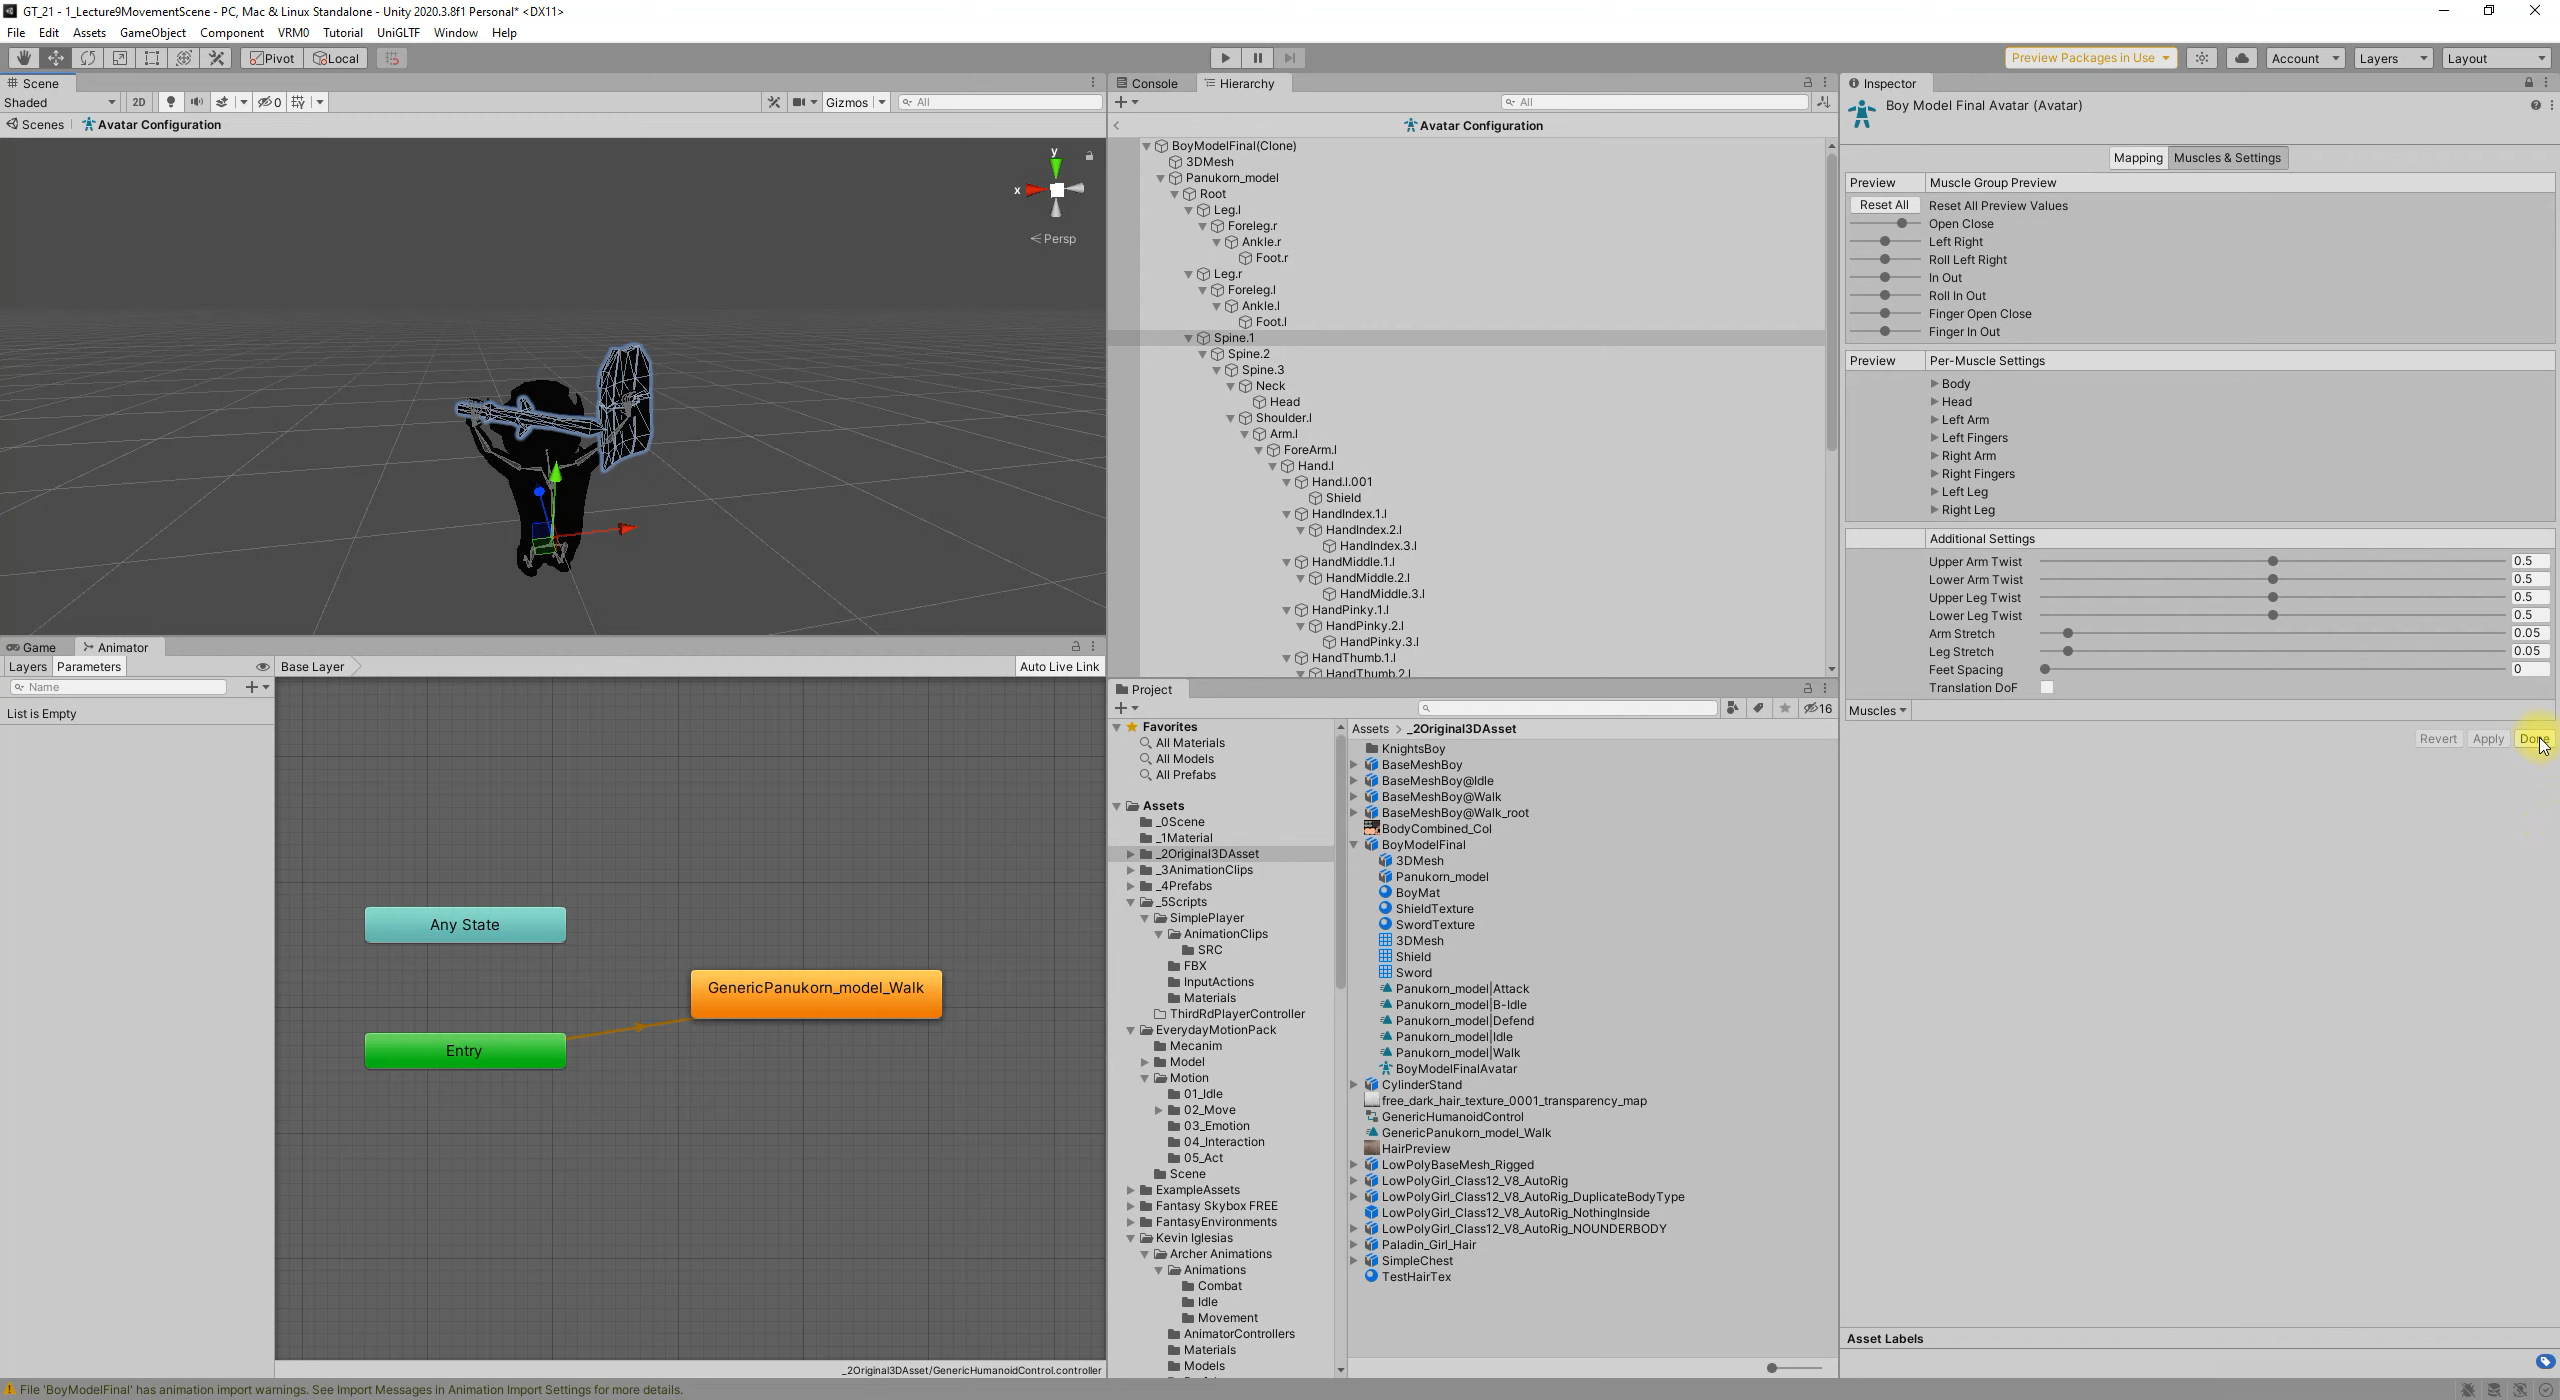 GT_21 - 1_Lecture9MovementScene - PC, Mac & Linux Standalone - Unity 2020.3.8f1 Personal* <DX11>
File Edit Assets GameObject Component VRM0 Tutorial UniGLTF Window Help
Pivot Local
Preview Packages in Use Account Layers Layout
Scene
Shaded 2D 0 Gizmos All
Scenes Avatar Configuration
y
x
Persp
Game Animator
Layers Parameters Base Layer Auto Live Link
Name
List is Empty
Any State
GenericPanukorn_model_Walk
Entry
_2Original3DAsset/GenericHumanoidControl.controller
Console Hierarchy
All
Avatar Configuration
BoyModelFinal(Clone)
3DMesh
Panukorn_model
Root
Leg.l
Foreleg.r
Ankle.r
Foot.r
Leg.r
Foreleg.l
Ankle.l
Foot.l
Spine.1
Spine.2
Spine.3
Neck
Head
Shoulder.l
Arm.l
ForeArm.l
Hand.l
Hand.l.001
Shield
HandIndex.1.l
HandIndex.2.l
HandIndex.3.l
HandMiddle.1.l
HandMiddle.2.l
HandMiddle.3.l
HandPinky.1.l
HandPinky.2.l
HandPinky.3.l
HandThumb.1.l
HandThumb.2.l
Project
16
Favorites
All Materials
All Models
All Prefabs
Assets
_0Scene
_1Material
_2Original3DAsset
_3AnimationClips
_4Prefabs
_5Scripts
SimplePlayer
AnimationClips
SRC
FBX
InputActions
Materials
ThirdRdPlayerController
EverydayMotionPack
Mecanim
Model
Motion
01_Idle
02_Move
03_Emotion
04_Interaction
05_Act
Scene
ExampleAssets
Fantasy Skybox FREE
FantasyEnvironments
Kevin Iglesias
Archer Animations
Animations
Combat
Idle
Movement
AnimatorControllers
Materials
Models
Assets > _2Original3DAsset
KnightsBoy
BaseMeshBoy
BaseMeshBoy@Idle
BaseMeshBoy@Walk
BaseMeshBoy@Walk_root
BodyCombined_Col
BoyModelFinal
3DMesh
Panukorn_model
BoyMat
ShieldTexture
SwordTexture
3DMesh
Shield
Sword
Panukorn_model|Attack
Panukorn_model|B-Idle
Panukorn_model|Defend
Panukorn_model|Idle
Panukorn_model|Walk
BoyModelFinalAvatar
CylinderStand
free_dark_hair_texture_0001_transparency_map
GenericHumanoidControl
GenericPanukorn_model_Walk
HairPreview
LowPolyBaseMesh_Rigged
LowPolyGirl_Class12_V8_AutoRig
LowPolyGirl_Class12_V8_AutoRig_DuplicateBodyType
LowPolyGirl_Class12_V8_AutoRig_NothingInside
LowPolyGirl_Class12_V8_AutoRig_NOUNDERBODY
Paladin_Girl_Hair
SimpleChest
TestHairTex
Inspector
Boy Model Final Avatar (Avatar)
Mapping Muscles & Settings
Preview Muscle Group Preview
Reset All Reset All Preview Values
Open Close
Left Right
Roll Left Right
In Out
Roll In Out
Finger Open Close
Finger In Out
Preview Per-Muscle Settings
Body
Head
Left Arm
Left Fingers
Right Arm
Right Fingers
Left Leg
Right Leg
Additional Settings
Upper Arm Twist 0.5
Lower Arm Twist 0.5
Upper Leg Twist 0.5
Lower Leg Twist 0.5
Arm Stretch 0.05
Leg Stretch 0.05
Feet Spacing 0
Translation DoF
Muscles
Revert Apply Done
Asset Labels
File 'BoyModelFinal' has animation import warnings. See Import Messages in Animation Import Settings for more details.